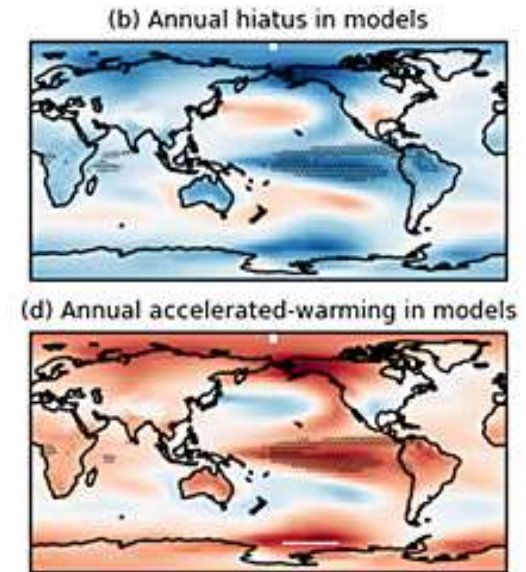 (b) Annual hiatus in models
(d) Annual accelerated-warming in models